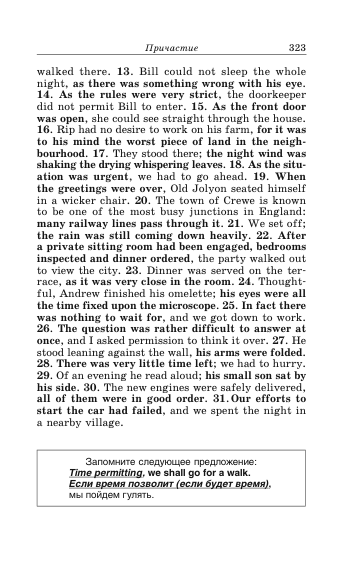 Причастие 323
walked there. 13. Bill could not sleep the whole
night, as there was something wrong with his eye.
14. As the rules were very strict, the doorkeeper
did not permit Bill to enter. 15. As the front door
was open, she could see straight through the house.
16. Rip had no desire to work on his farm, for it was
to his mind the worst piece of land in the neigh-
bourhood. 17. They stood there; the night wind was
shaking the drying whispering leaves. 18. As the situ-
ation was urgent, we had to go ahead. 19. When
the greetings were over, Old Jolyon seated himself
in a wicker chair. 20. The town of Crewe is known
to be one of the most busy junctions in England:
many railway lines pass through it. 21. We set off;
the rain was still coming down heavily. 22. After
a private sitting room had been engaged, bedrooms
inspected and dinner ordered, the party walked out
to view the city. 23. Dinner was served on the ter-
race, as it was very close in the room. 24. Thought-
ful, Andrew finished his omelette; his eyes were all
the time fixed upon the microscope. 25. In fact there
was nothing to wait for, and we got down to work.
26. The question was rather difficult to answer at
once, and I asked permission to think it over. 27. He
stood leaning against the wall, his arms were folded.
28. There was very little time left; we had to hurry.
29. Of an evening he read aloud; his small son sat by
his side. 30. The new engines were safely delivered,
all of them were in good order. 31. Our efforts to
start the car had failed, and we spent the night in
a nearby village.
Запомните следующее предложение:
Time permitting, we shall go for a walk.
Если время позволит (если будет время),
мы пойдем гулять.